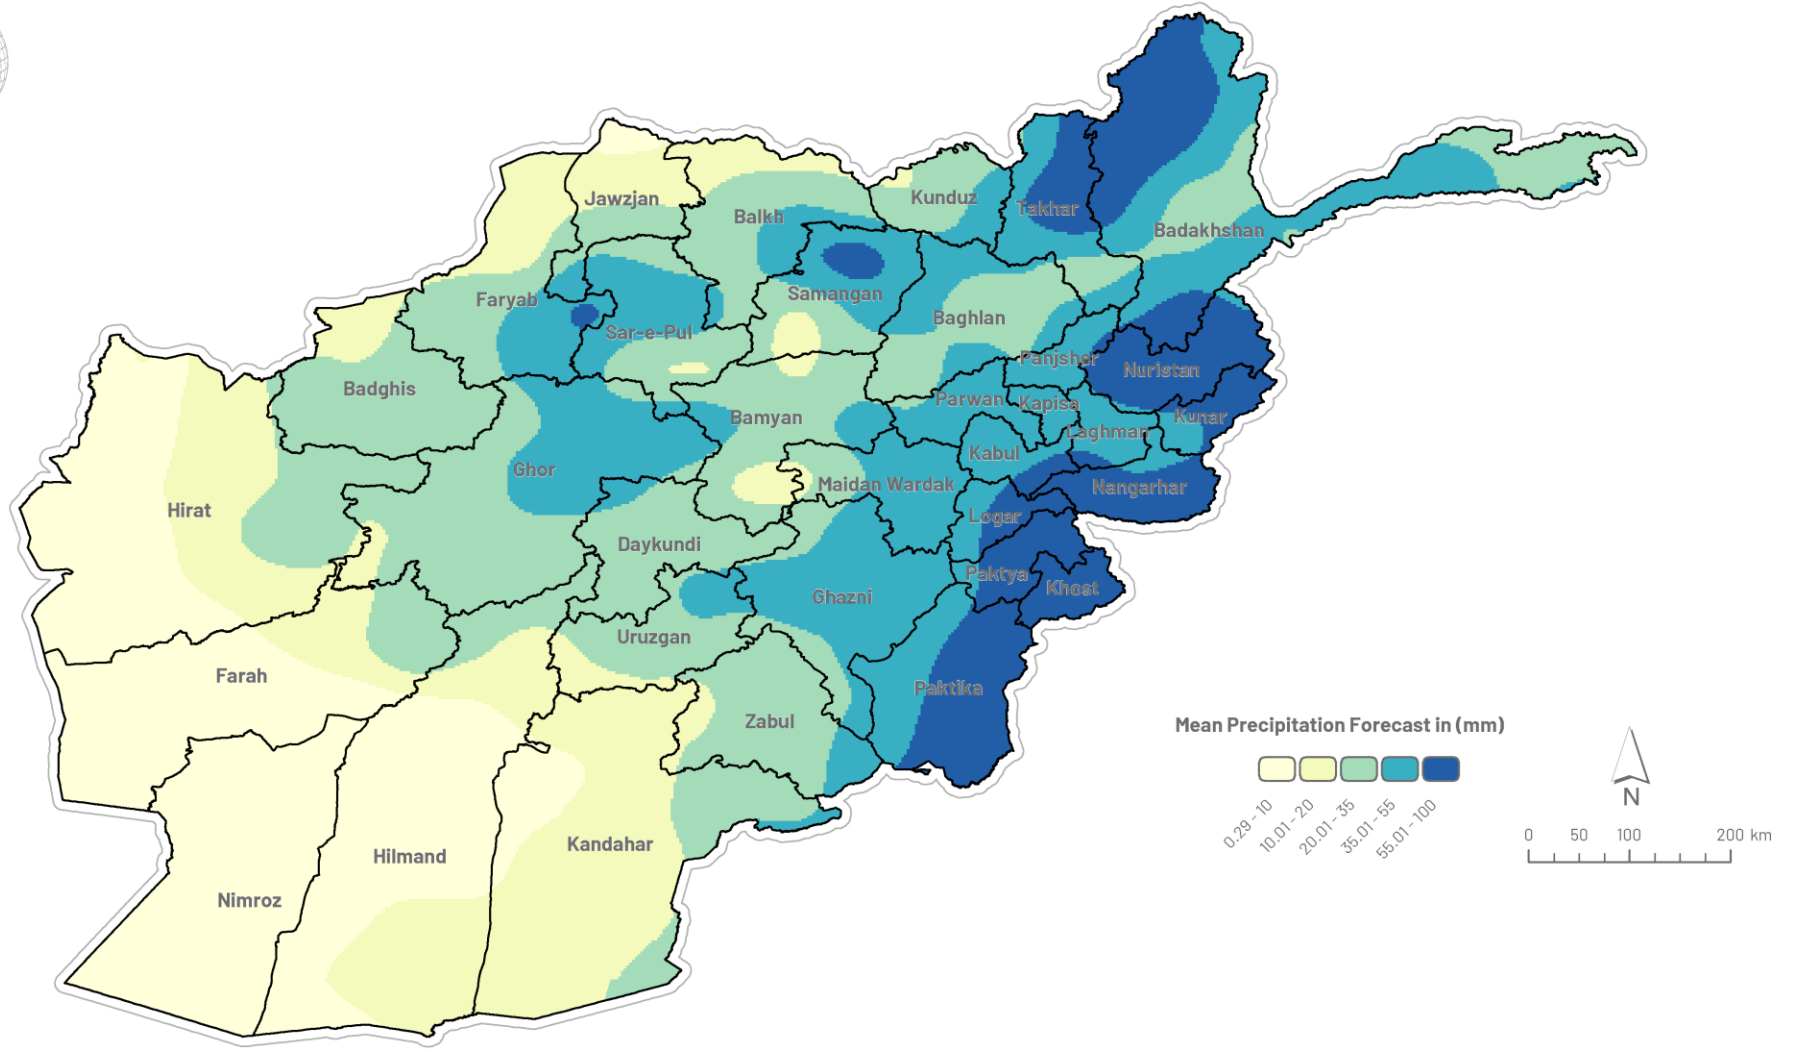 Jawzjan
Balkh
Kunduz
Takhar
Badakhshan
Faryab
Samangan
Sar-e-Pul
Baghlan
Badghis
Panjsher
Nuristan
Bamyan
Parwan
Kapisa
Kunar
Laghman
Ghor
Kabul
Maidan Wardak
Nangarhar
Hirat
Logar
Daykundi
Ghazni
Paktya
Khost
Uruzgan
Farah
Paktika
Zabul
Kandahar
Hilmand
Nimroz
Mean Precipitation Forecast in (mm)
0.29 - 10
10.01 - 20
20.01 - 35
35.01 - 55
55.01 - 100
N
0 50 100 200 km